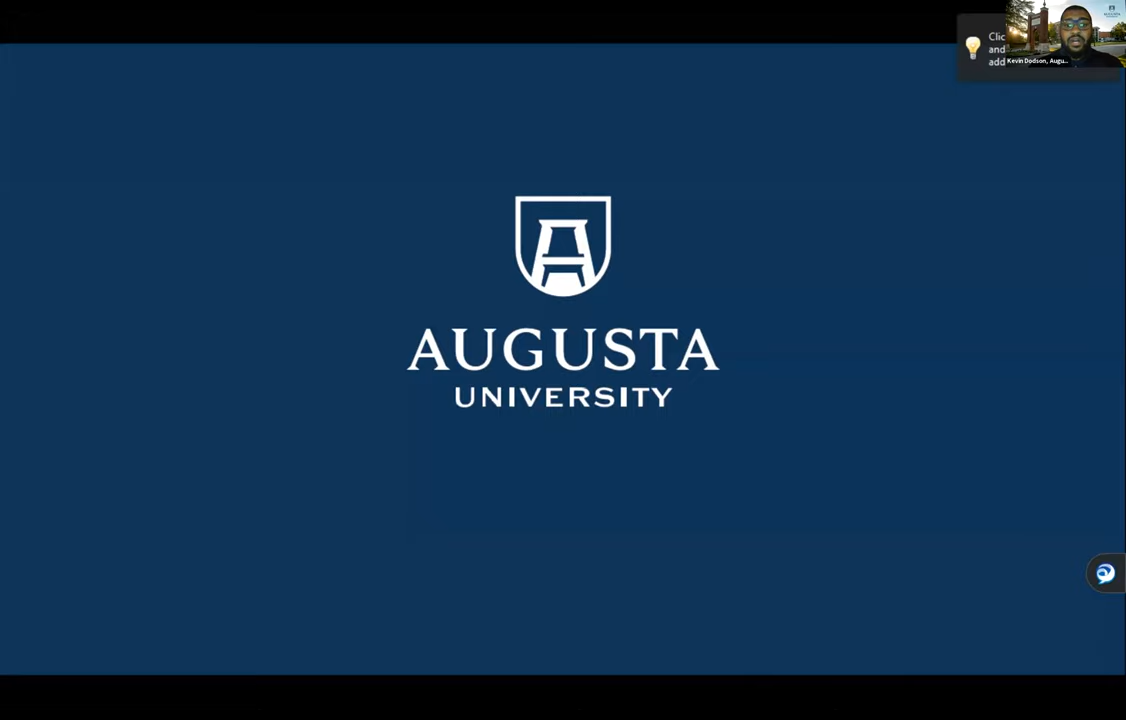 Clic
and
add
Kevin Dodson, Augu...
AUGUSTA
UNIVERSITY